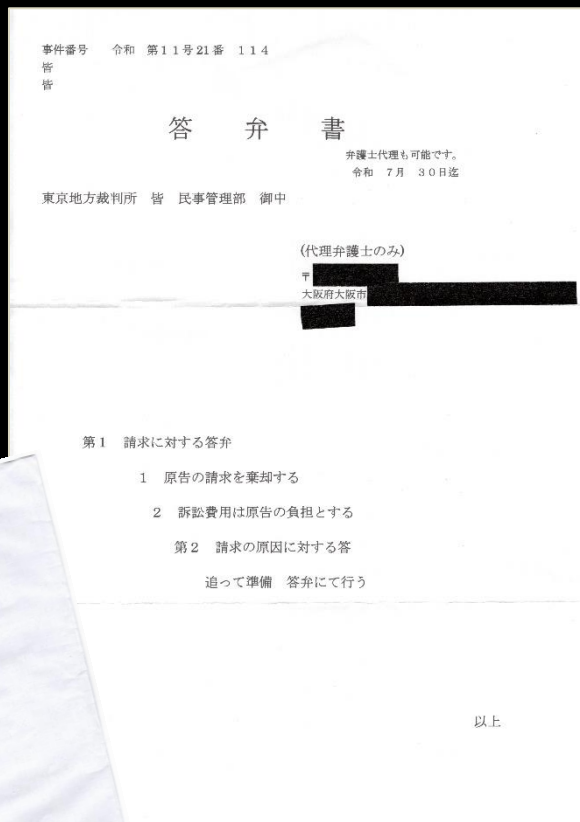 事件番号　令和　第１１号21番　１１４
皆
皆
答　弁　書
弁護士代理も可能です。
令和　７月　３０日迄
東京地方裁判所　皆　民事管理部　御中
(代理弁護士のみ)
〒
大阪府大阪市
第１　請求に対する答弁
１　原告の請求を棄却する
２　訴訟費用は原告の負担とする
第２　請求の原因に対する答
追って準備　答弁にて行う
以上